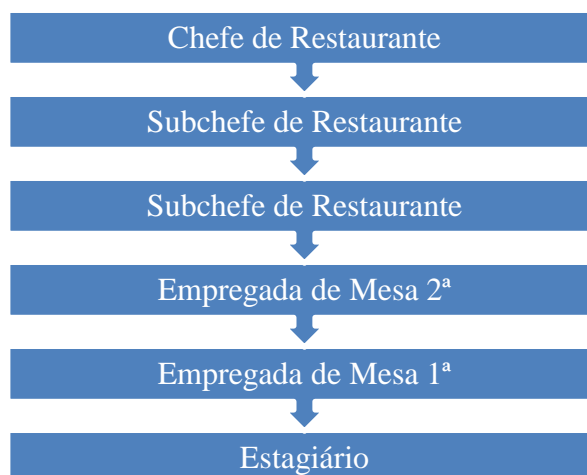 Chefe de Restaurante
Subchefe de Restaurante
Subchefe de Restaurante
Empregada de Mesa 2ª
Empregada de Mesa 1ª
Estagiário